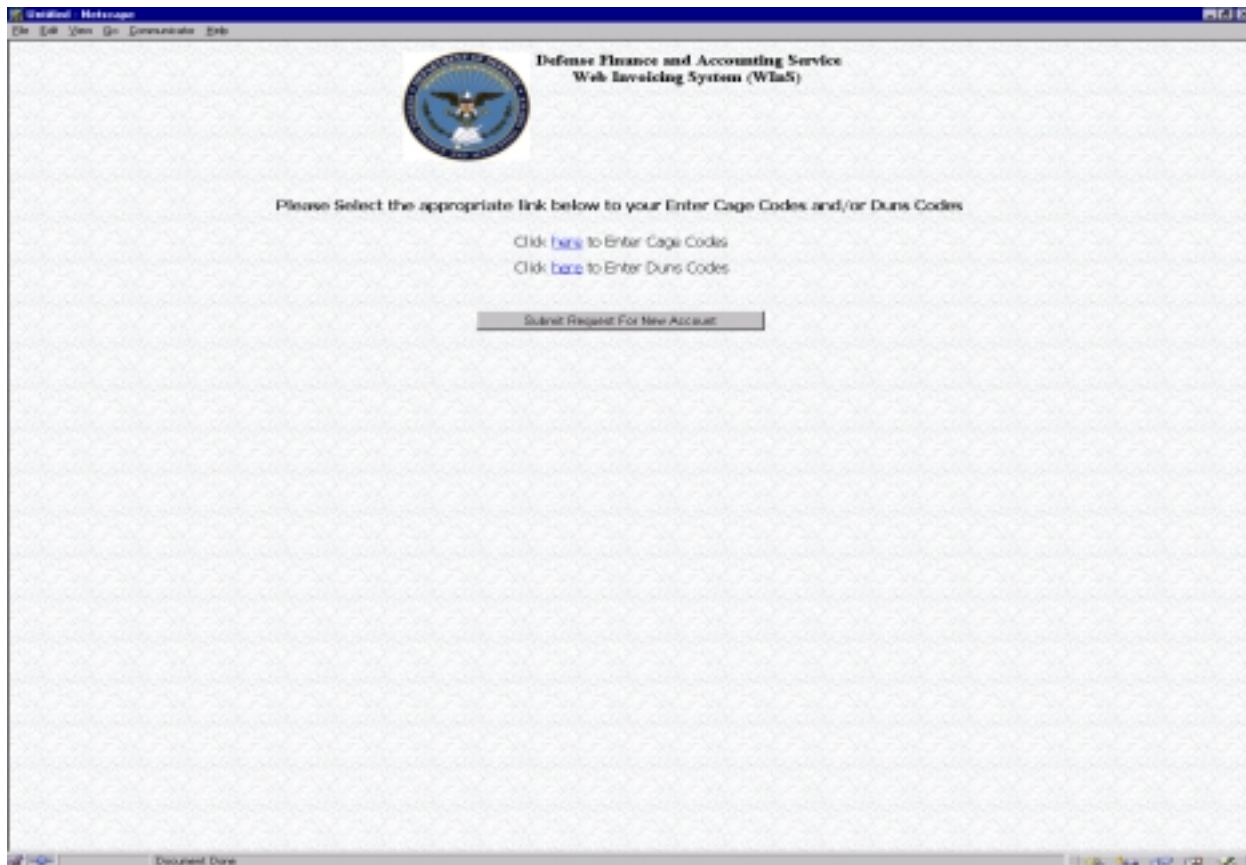 Untitled - Netscape
File Edit View Go Communicator Help
Defense Finance and Accounting Service
Web Invoicing System (WInS)
Please Select the appropriate link below to your Enter Cage Codes and/or Duns Codes
Click here to Enter Cage Codes
Click here to Enter Duns Codes
Submit Request For New Account
Document Done